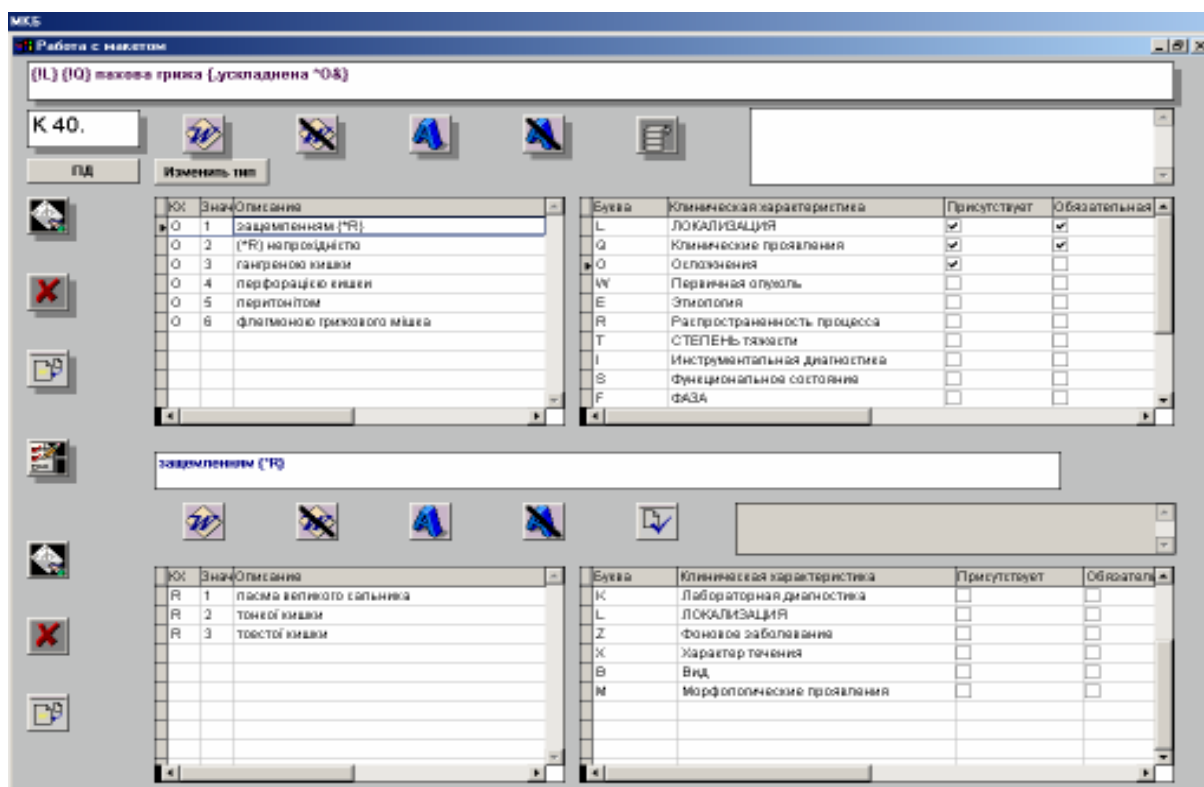 МКБ
Работа с макетом
{!L} {!Q} пахова грижа {,ускладнена ^O&}
К 40.
ПД
Изменить тип
КХ Знач Описание
О 1 защемленням {^R}
О 2 {^R} непрохідністю
О 3 гангреною кишки
О 4 перфорацією кишки
О 5 перитонітом
О 6 флегмоною грижового мішка
Буква Клиническая характеристика Присутствует Обязательная
L ЛОКАЛИЗАЦИЯ
Q Клинические проявления
O Осложнения
W Первичная опухоль
E Этиология
R Распространенность процесса
T СТЕПЕНЬ тяжести
I Инструментальная диагностика
S Функциональное состояние
F ФАЗА
защемленням {^R}
КХ Знач Описание
R 1 пасма великого сальника
R 2 тонкої кишки
R 3 товстої кишки
Буква Клиническая характеристика Присутствует Обязатель
K Лабораторная диагностика
L ЛОКАЛИЗАЦИЯ
Z Фоновое заболевание
X Характер течения
B Вид
M Морфологические проявления